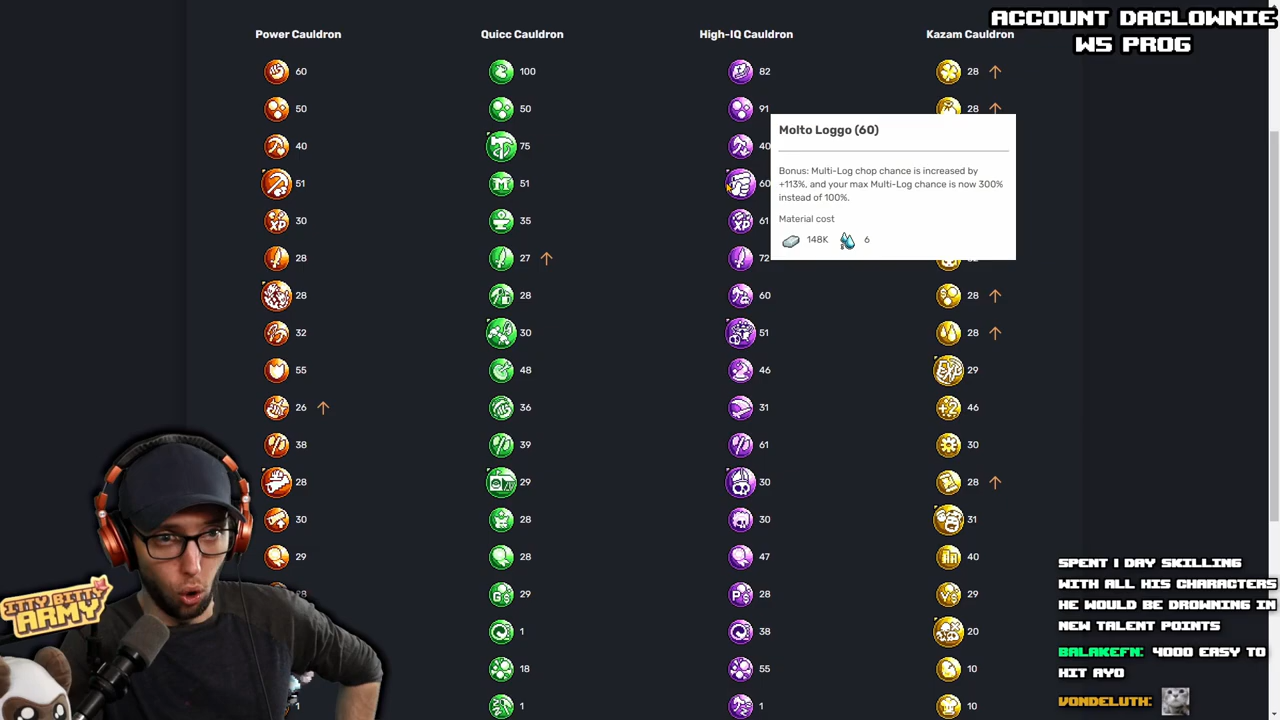 ACCOUNT DACLOWNIE
W5 PROG
Power Cauldron Quicc Cauldron High-IQ Cauldron Kazam Cauldron
60 100 82 28
50 50 91 28
40 75 40
Molto Loggo (60)
51 51 60
Bonus: Multi-Log chop chance is increased by
+113%, and your max Multi-Log chance is now 300%
instead of 100%.
Material cost
148K 6
30 35 61
28 27 72
28 28 60 28
32 30 51 28
55 48 46 29
26 36 31 46
38 39 61 30
28 29 30 28
30 28 30 31
29 28 47 40
29 28 29
1 38 20
18 55 10
1 1 1 10
ITTY BITTY
ARMY
SPENT 1 DAY SKILLING
WITH ALL HIS CHARACTERS
HE WOULD BE DROWNING IN
NEW TALENT POINTS
BALAKEFN: 4000 EASY TO
HIT AYO
VONDELUTH: